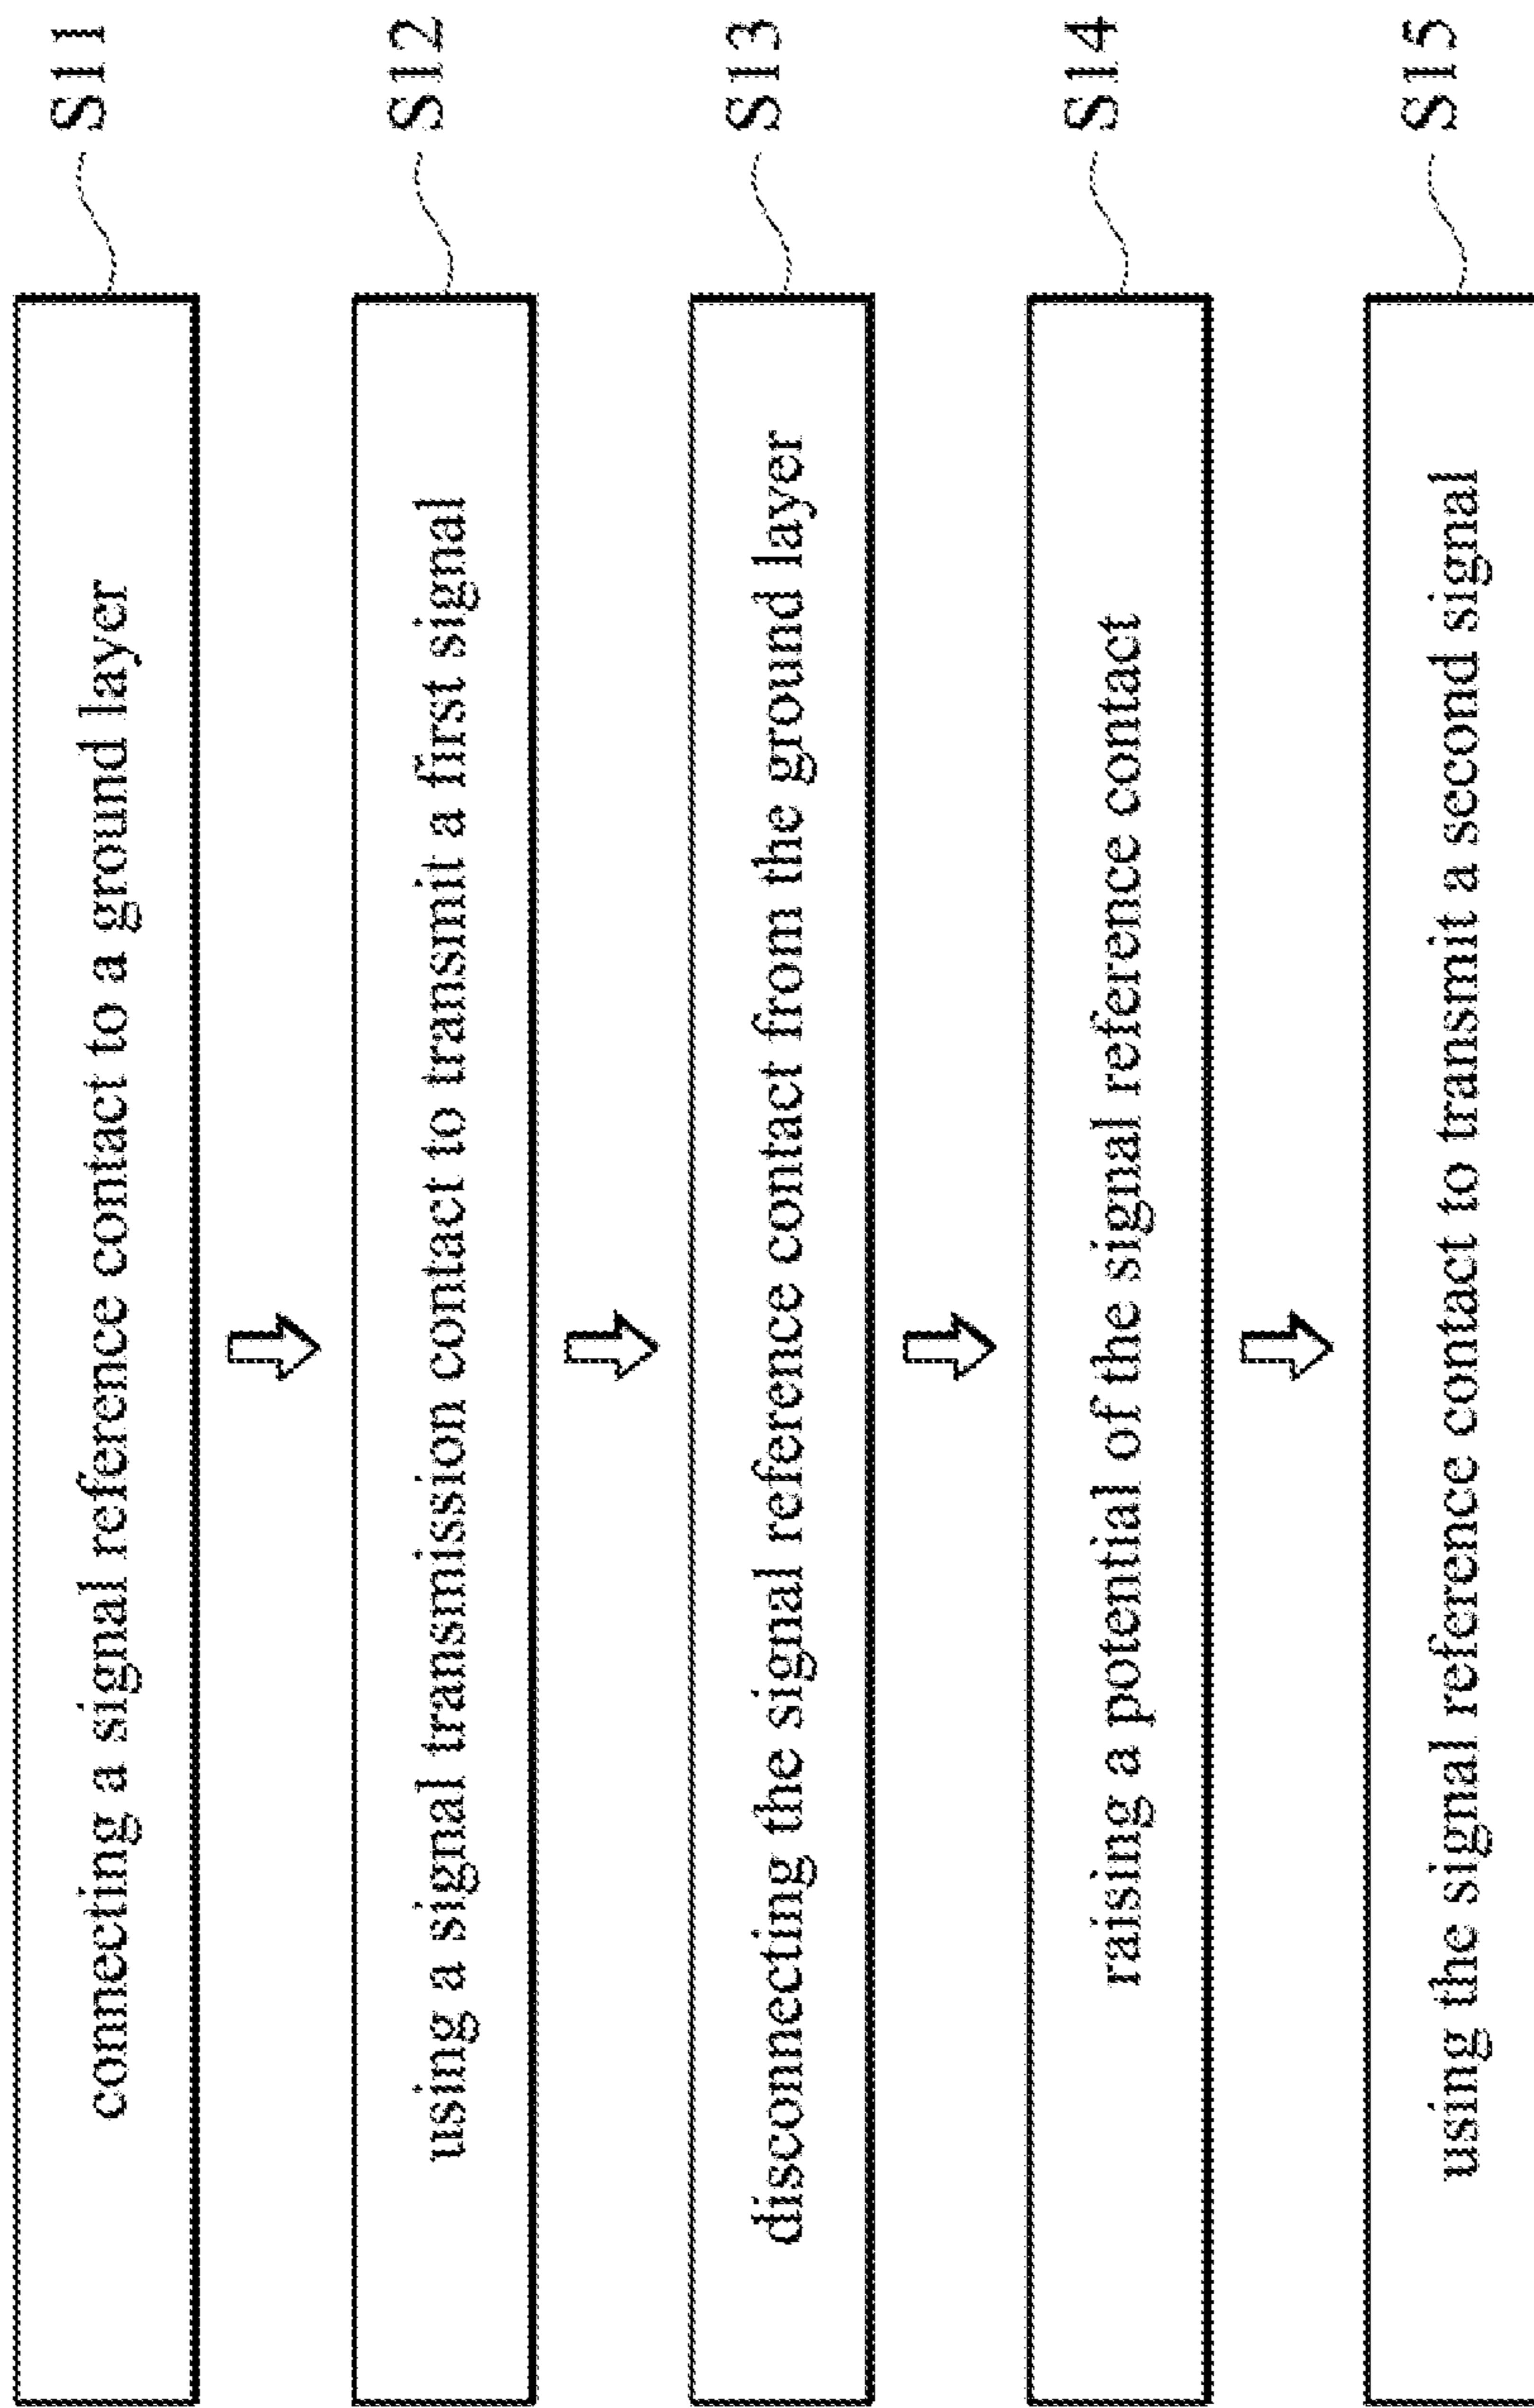 connecting a signal reference contact to a ground layer
S11
using a signal transmission contact to transmit a first signal
S12
disconnecting the signal reference contact from the ground layer
S13
raising a potential of the signal reference contact
S14
using the signal reference contact to transmit a second signal
S15